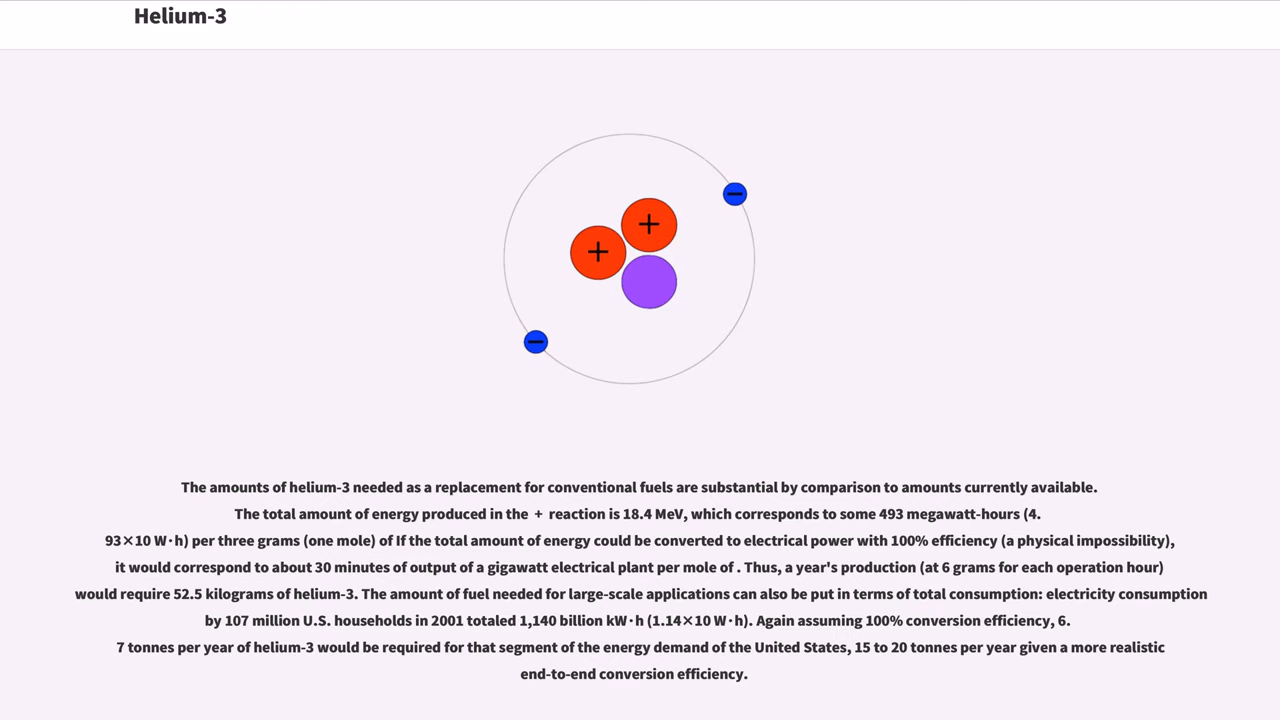 Helium-3
+
+
−
−
The amounts of helium-3 needed as a replacement for conventional fuels are substantial by comparison to amounts currently available.
The total amount of energy produced in the + reaction is 18.4 MeV, which corresponds to some 493 megawatt-hours (4.
93×10 W·h) per three grams (one mole) of If the total amount of energy could be converted to electrical power with 100% efficiency (a physical impossibility),
it would correspond to about 30 minutes of output of a gigawatt electrical plant per mole of . Thus, a year's production (at 6 grams for each operation hour)
would require 52.5 kilograms of helium-3. The amount of fuel needed for large-scale applications can also be put in terms of total consumption: electricity consumption
by 107 million U.S. households in 2001 totaled 1,140 billion kW·h (1.14×10 W·h). Again assuming 100% conversion efficiency, 6.
7 tonnes per year of helium-3 would be required for that segment of the energy demand of the United States, 15 to 20 tonnes per year given a more realistic
end-to-end conversion efficiency.